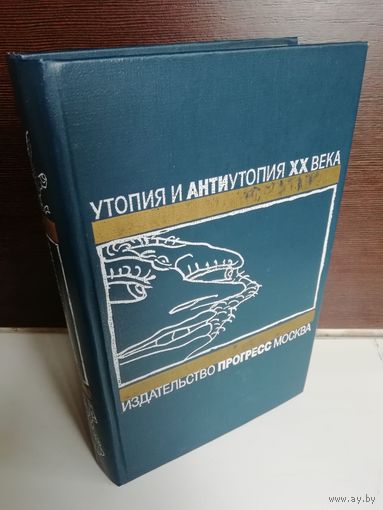 УТОПИЯ И АНТИУТОПИЯ XX ВЕКА
ИЗДАТЕЛЬСТВО ПРОГРЕСС МОСКВА
www.ay.by